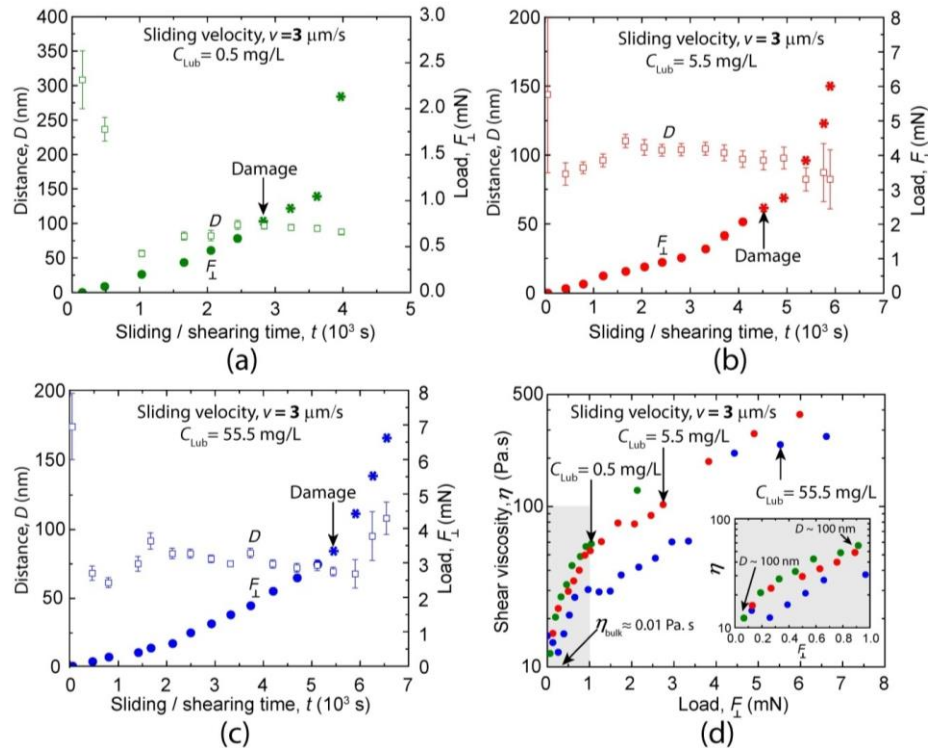 Sliding velocity, v = 3 μm/s
C_Lub = 0.5 mg/L
Distance, D (nm)
400
350
300
250
200
150
100
50
0
Damage
D
F⊥
Load, F⊥ (mN)
3.0
2.5
2.0
1.5
1.0
0.5
0.0
0 1 2 3 4 5
Sliding / shearing time, t (10³ s)
(a)
Sliding velocity, v = 3 μm/s
C_Lub = 5.5 mg/L
Distance, D (nm)
200
150
100
50
0
D
F⊥
Damage
Load, F⊥ (mN)
8
7
6
5
4
3
2
1
0
0 1 2 3 4 5 6 7
Sliding / shearing time, t (10³ s)
(b)
Sliding velocity, v = 3 μm/s
C_Lub = 55.5 mg/L
Distance, D (nm)
200
150
100
50
0
Damage
D
F⊥
Load, F⊥ (mN)
8
7
6
5
4
3
2
1
0
0 1 2 3 4 5 6 7
Sliding / shearing time, t (10³ s)
(c)
Sliding velocity, v = 3 μm/s
C_Lub = 5.5 mg/L
C_Lub = 0.5 mg/L
C_Lub = 55.5 mg/L
Shear viscosity, η (Pa.s)
500
100
10
η_bulk ≈ 0.01 Pa. s
100
η
10
D ~ 100 nm
D ~ 100 nm
0.0 0.2 0.4 0.6 0.8 1.0
F⊥
0 1 2 3 4 5 6 7 8
Load, F⊥ (mN)
(d)